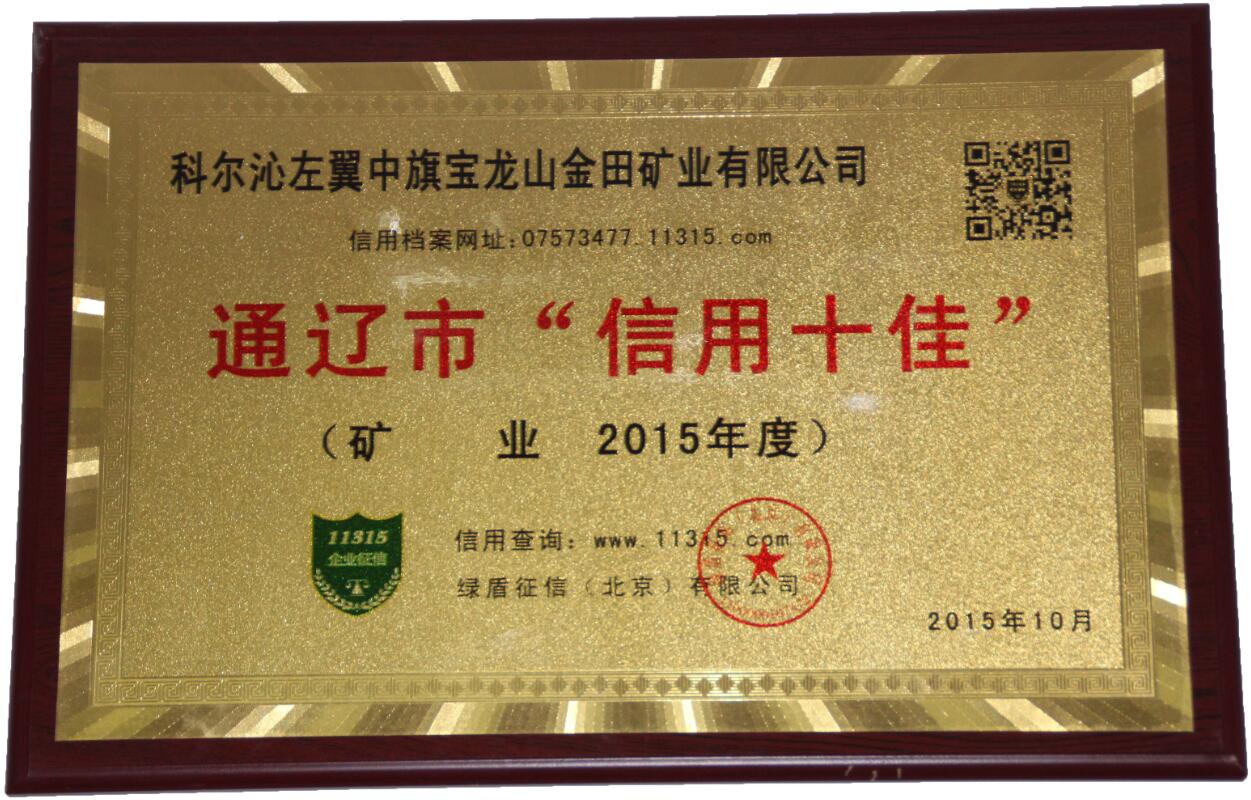 科尔沁左翼中旗宝龙山金田矿业有限公司
信用档案网址:07573477.11315.com
通辽市“信用十佳”
（矿 业 2015年度）
11315
企业征信
信用查询：www.11315.com
绿盾征信（北京）有限公司
2015年10月